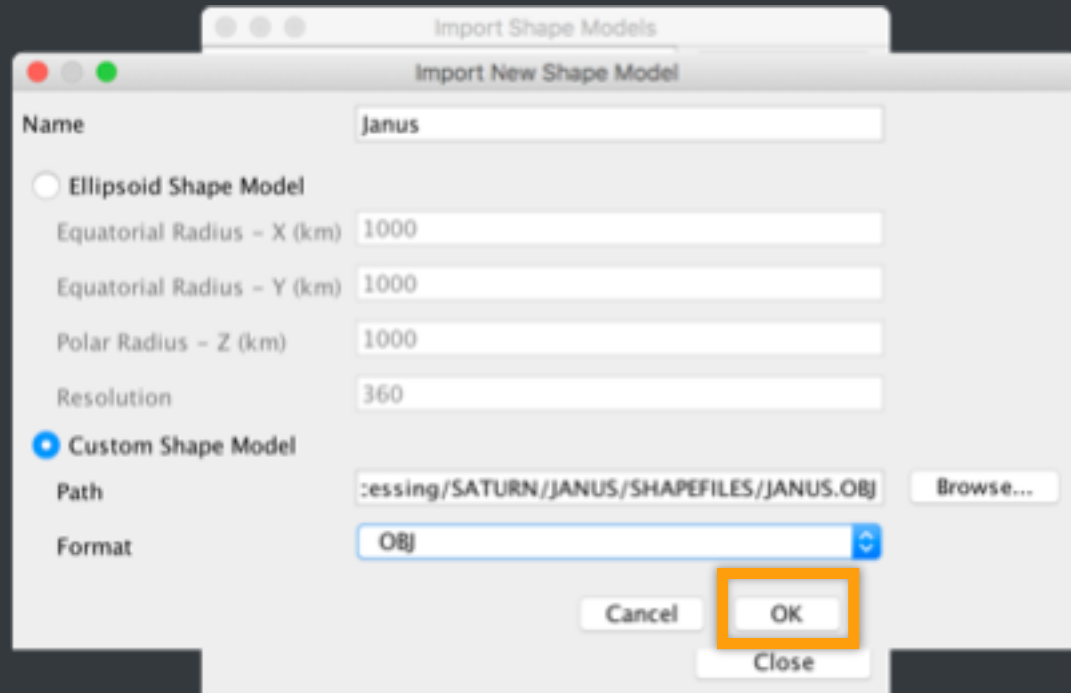 Import Shape Models
Import New Shape Model
Name Janus
Ellipsoid Shape Model
Equatorial Radius – X (km) 1000
Equatorial Radius – Y (km) 1000
Polar Radius – Z (km) 1000
Resolution 360
Custom Shape Model
Path :essing/SATURN/JANUS/SHAPEFILES/JANUS.OBJ Browse...
Format OBJ
Cancel OK
Close